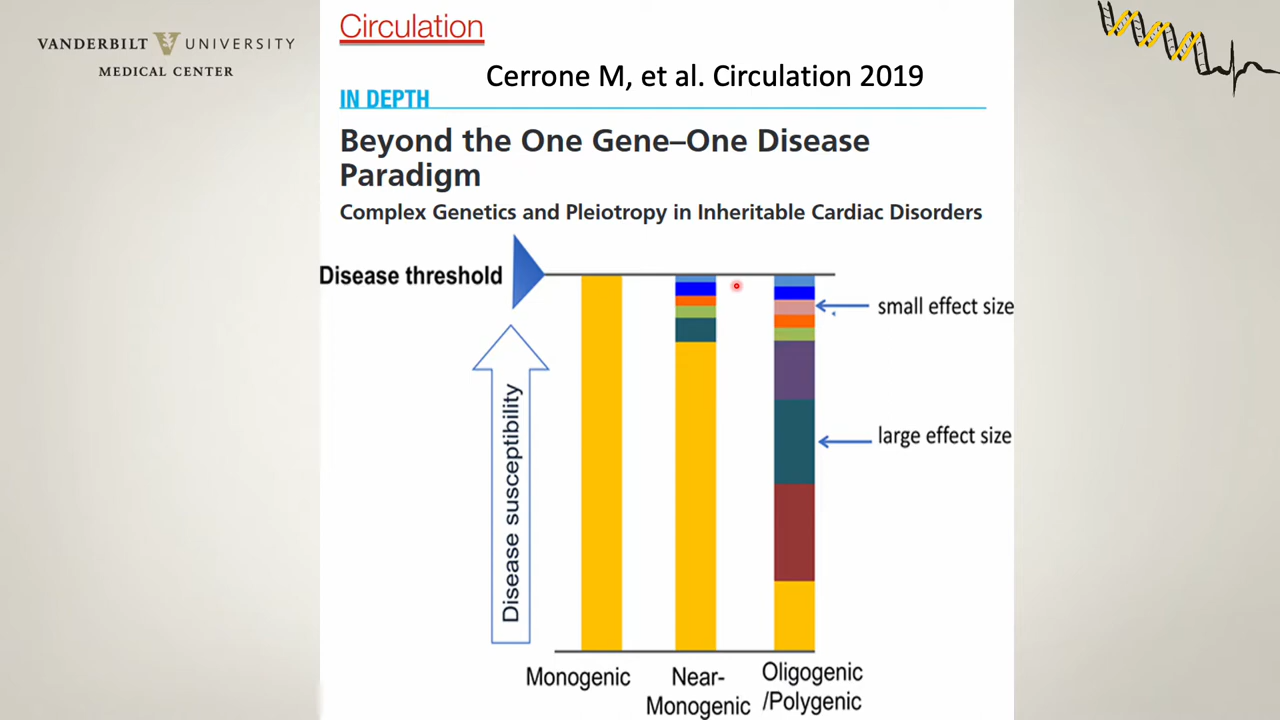 VANDERBILT UNIVERSITY
MEDICAL CENTER
Circulation
Cerrone M, et al. Circulation 2019
IN DEPTH
Beyond the One Gene–One Disease
Paradigm
Complex Genetics and Pleiotropy in Inheritable Cardiac Disorders
Disease threshold
small effect size
Disease susceptibility
large effect size
Monogenic
Near-
Monogenic
Oligogenic
/Polygenic